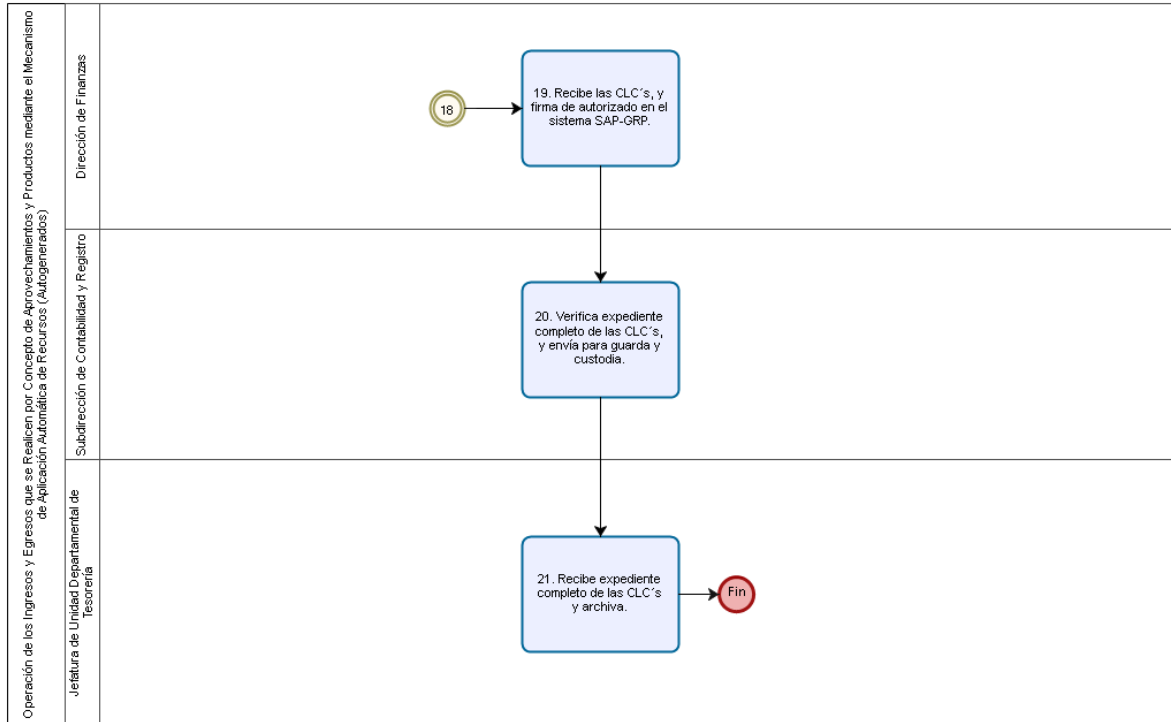 Operación de los Ingresos y Egresos que se Realicen por Concepto de Aprovechamientos y Productos mediante el Mecanismo
de Aplicación Automática de Recursos (Autogenerados)
Dirección de Finanzas
18
19. Recibe las CLC´s, y
firma de autorizado en el
sistema SAP-GRP.
Subdirección de Contabilidad y Registro
20. Verifica expediente
completo de las CLC´s,
y envía para guarda y
custodia.
Jefatura de Unidad Departamental de
Tesorería
21. Recibe expediente
completo de las CLC´s
y archiva.
Fin